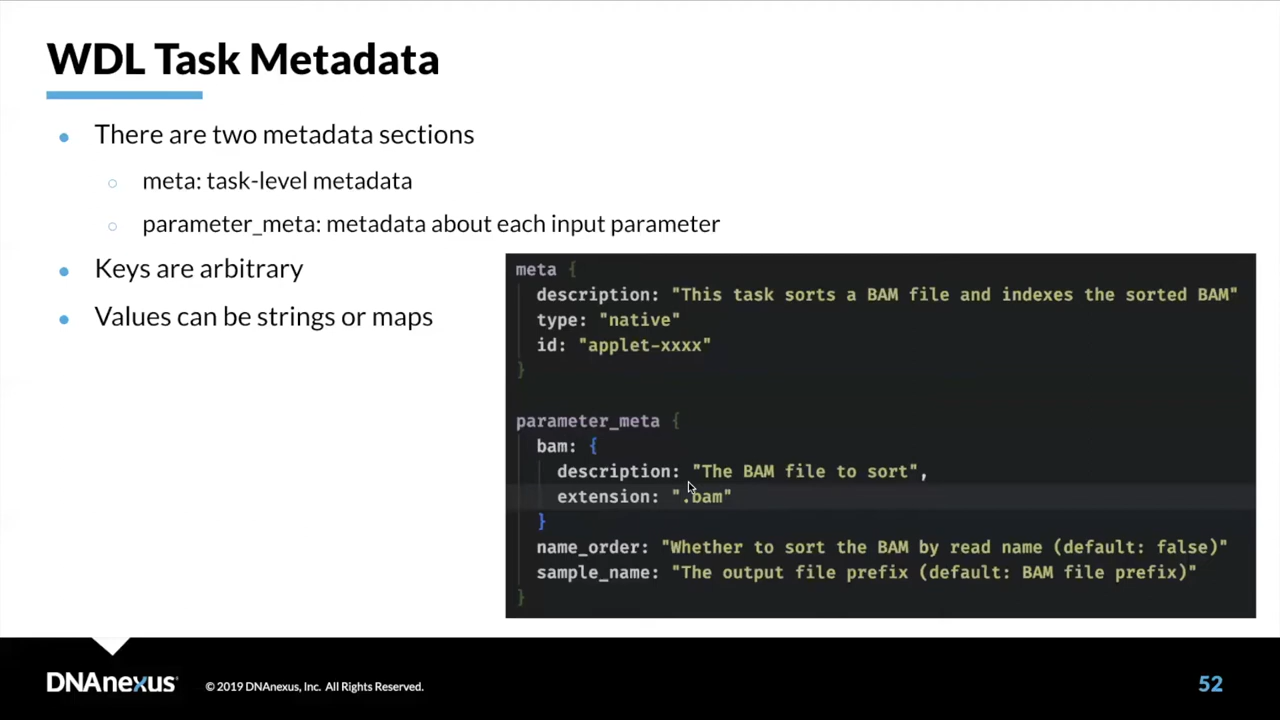 WDL Task Metadata
● There are two metadata sections
○ meta: task-level metadata
○ parameter_meta: metadata about each input parameter
● Keys are arbitrary
● Values can be strings or maps
meta {
  description: "This task sorts a BAM file and indexes the sorted BAM"
  type: "native"
  id: "applet-xxxx"
}
parameter_meta {
  bam: {
    description: "The BAM file to sort",
    extension: ".bam"
  }
  name_order: "Whether to sort the BAM by read name (default: false)"
  sample_name: "The output file prefix (default: BAM file prefix)"
}
DNAnexus
© 2019 DNAnexus, Inc. All Rights Reserved.
52